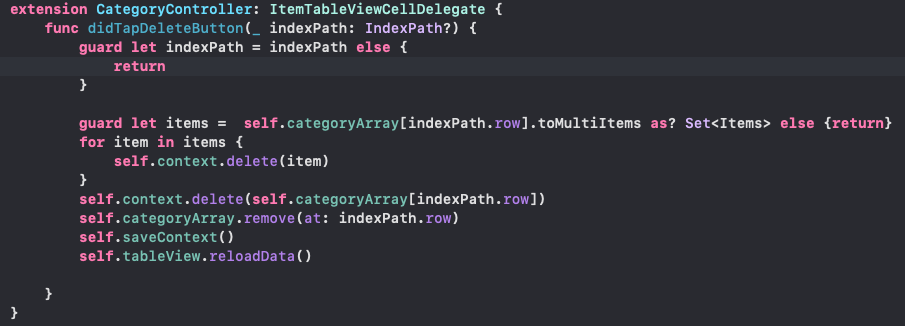 extension CategoryController: ItemTableViewCellDelegate {
    func didTapDeleteButton(_ indexPath: IndexPath?) {
        guard let indexPath = indexPath else {
            return
        }

        guard let items =  self.categoryArray[indexPath.row].toMultiItems as? Set<Items> else {return}
        for item in items {
            self.context.delete(item)
        }
        self.context.delete(self.categoryArray[indexPath.row])
        self.categoryArray.remove(at: indexPath.row)
        self.saveContext()
        self.tableView.reloadData()

    }
}